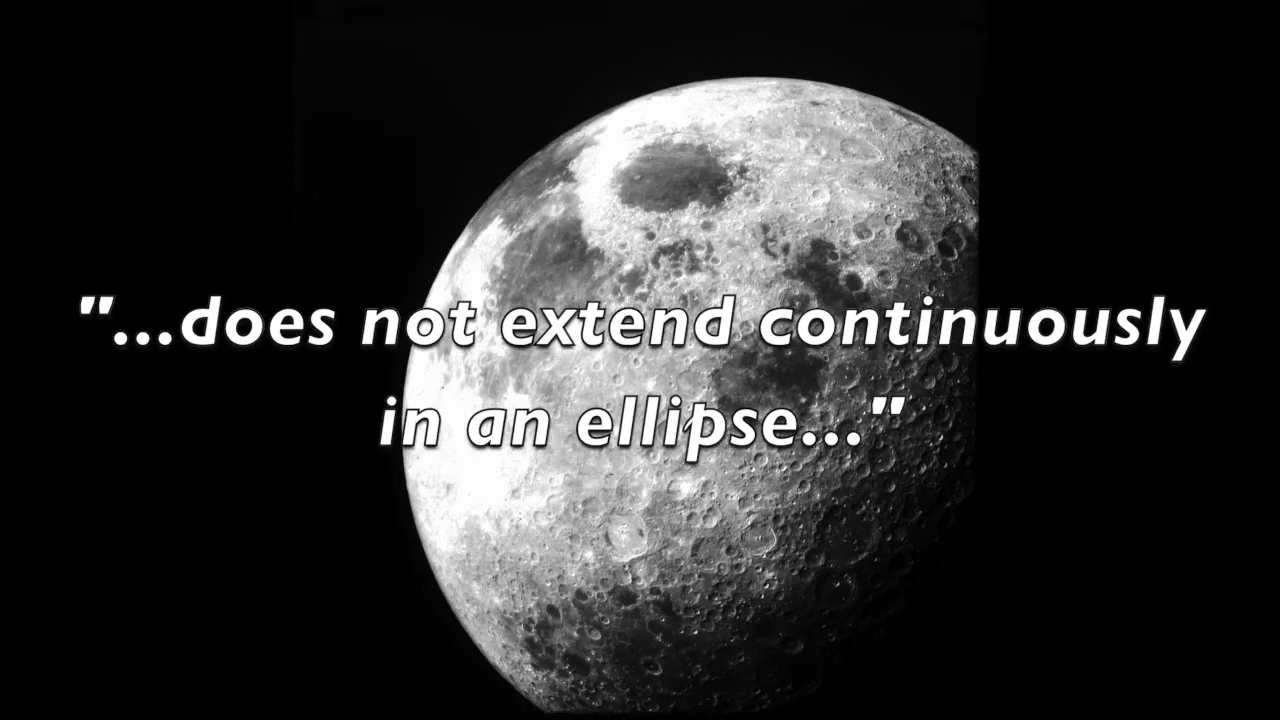 "...does not extend continuously
in an ellipse..."